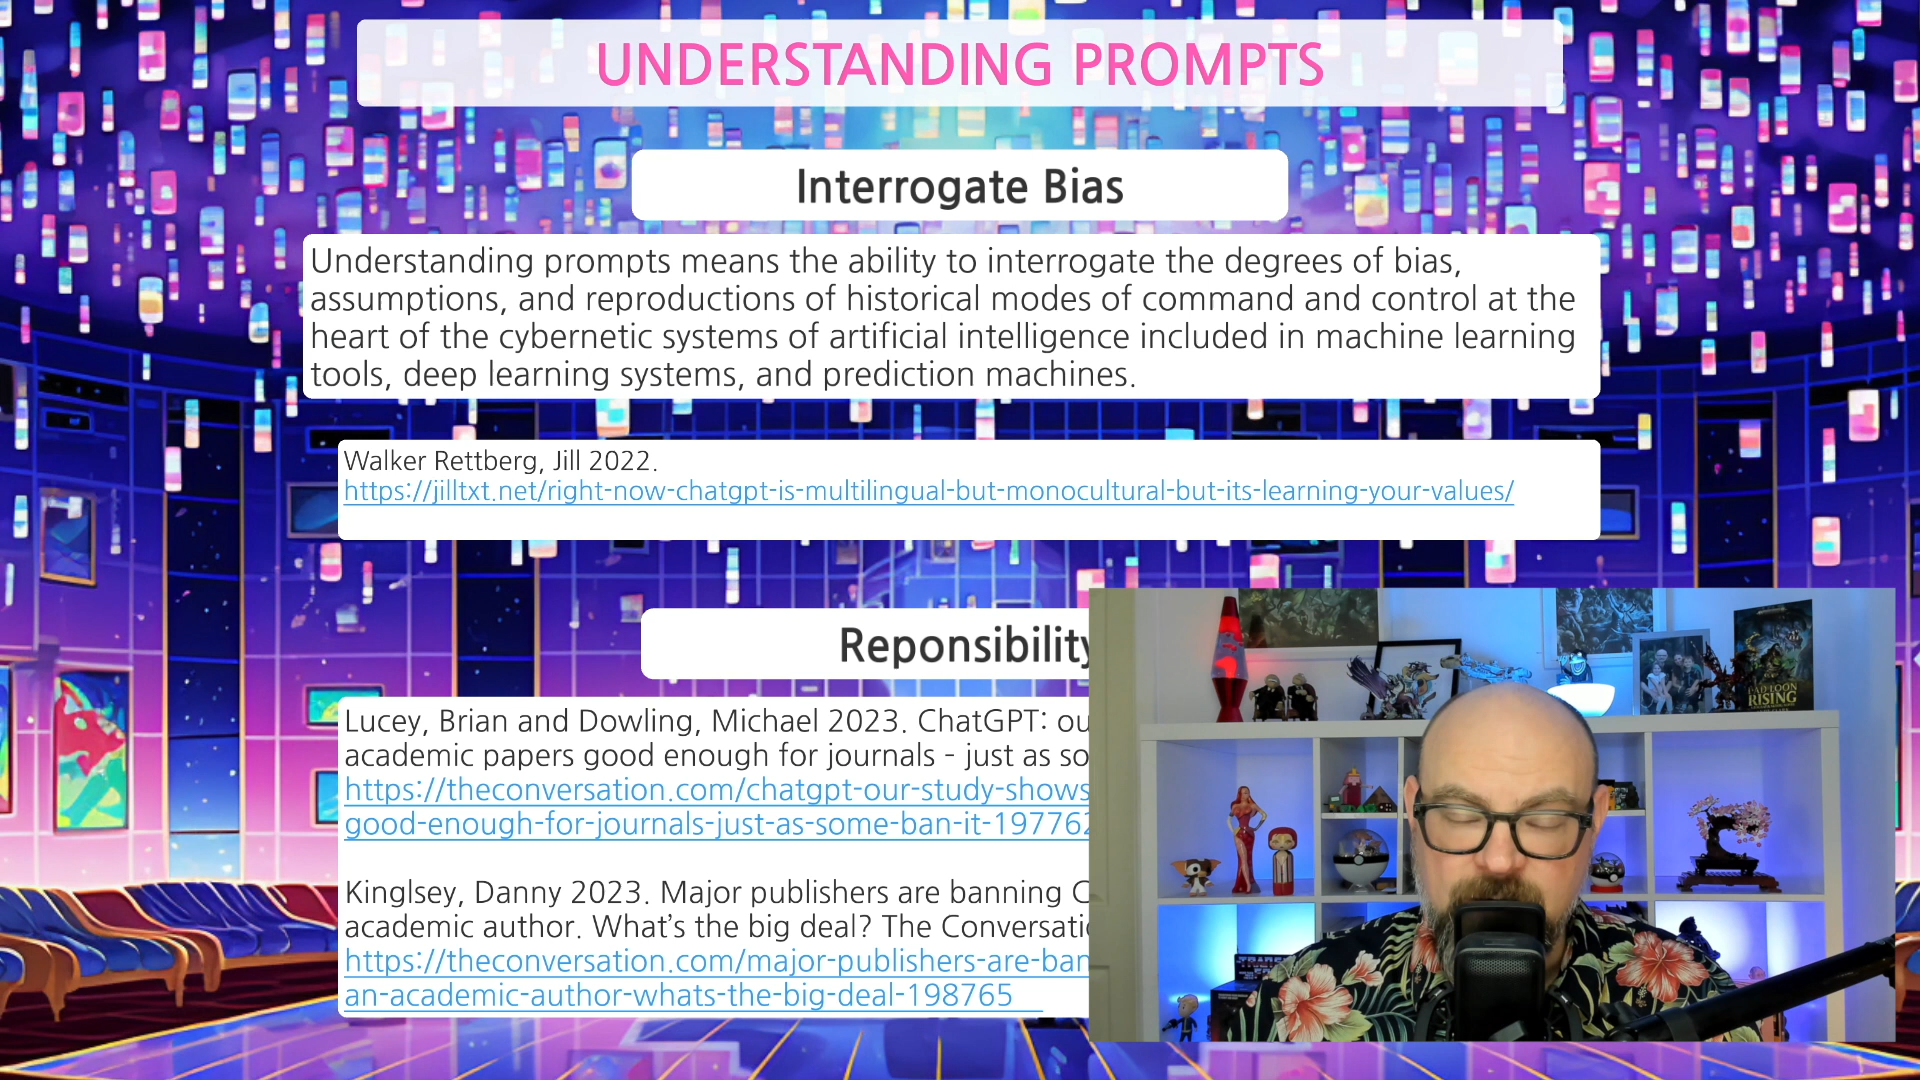 UNDERSTANDING PROMPTS
Interrogate Bias
Understanding prompts means the ability to interrogate the degrees of bias,
assumptions, and reproductions of historical modes of command and control at the
heart of the cybernetic systems of artificial intelligence included in machine learning
tools, deep learning systems, and prediction machines.
Walker Rettberg, Jill 2022.
https://jilltxt.net/right-now-chatgpt-is-multilingual-but-monocultural-but-its-learning-your-values/
Reponsibility
Lucey, Brian and Dowling, Michael 2023. ChatGPT: ou
academic papers good enough for journals – just as so
https://theconversation.com/chatgpt-our-study-shows
good-enough-for-journals-just-as-some-ban-it-197762
Kinglsey, Danny 2023. Major publishers are banning C
academic author. What's the big deal? The Conversatio
https://theconversation.com/major-publishers-are-ban
an-academic-author-whats-the-big-deal-198765
RISING